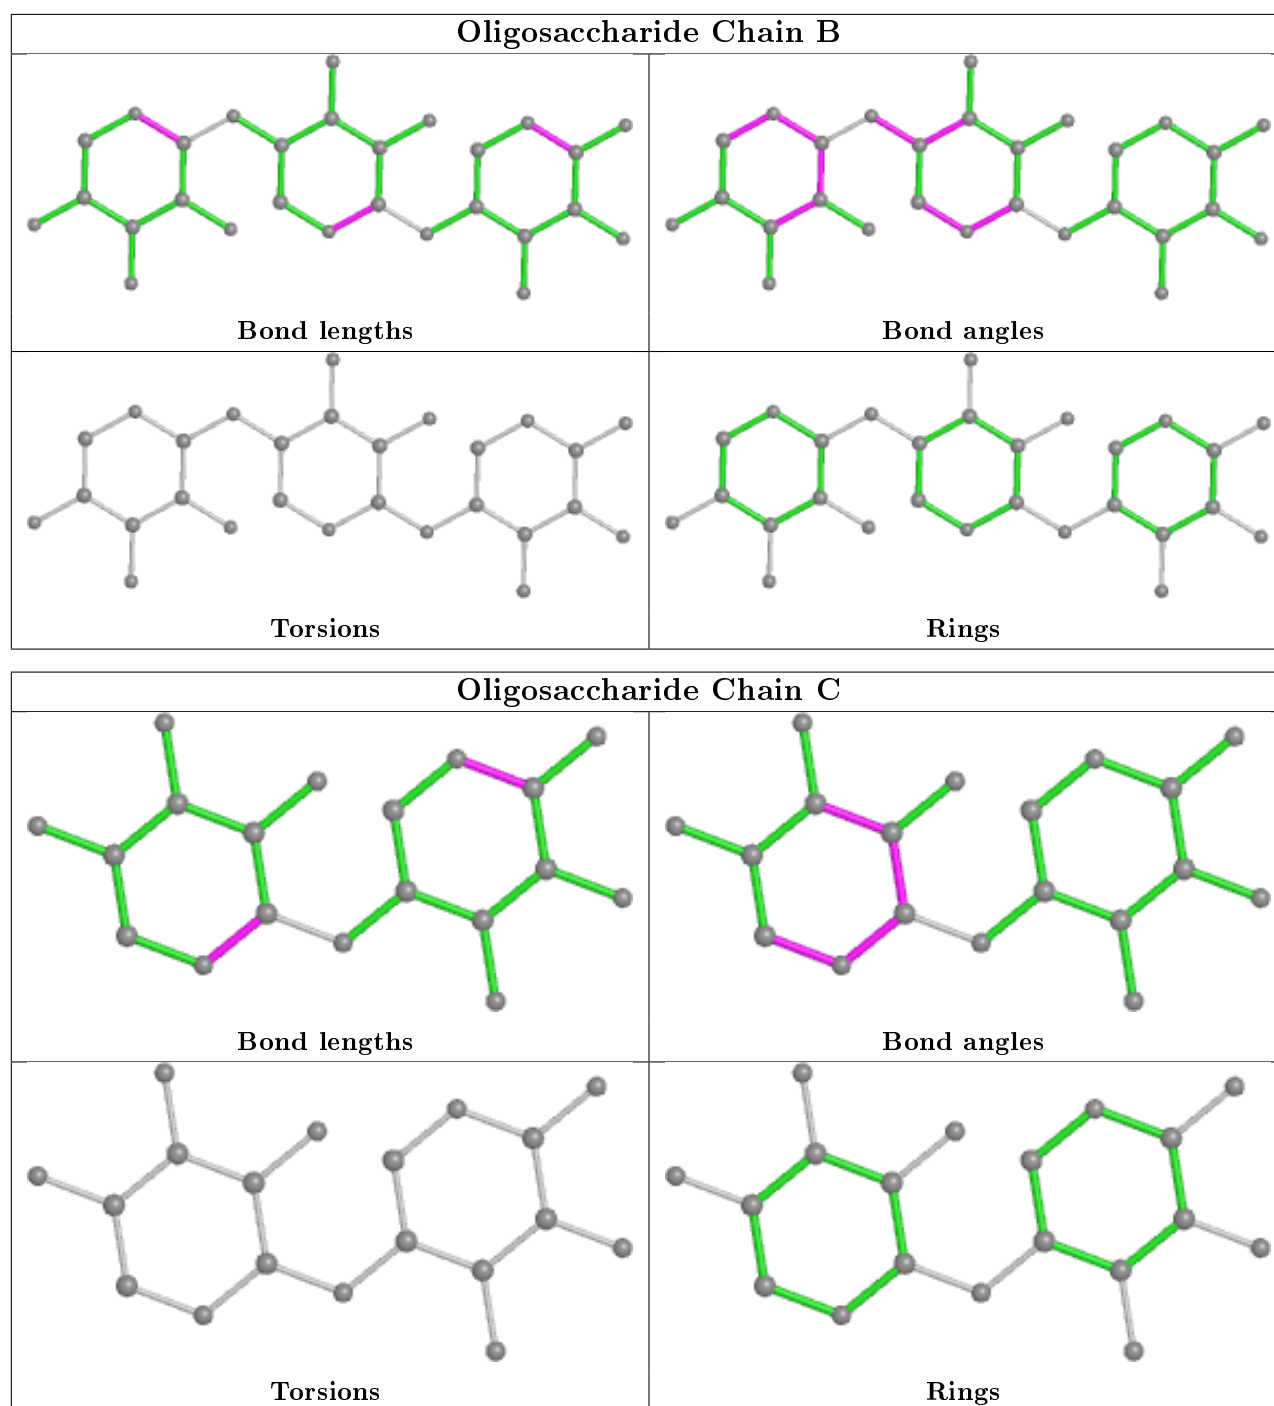 Oligosaccharide Chain B
Bond lengths
Bond angles
Torsions
Rings
Oligosaccharide Chain C
Bond lengths
Bond angles
Torsions
Rings